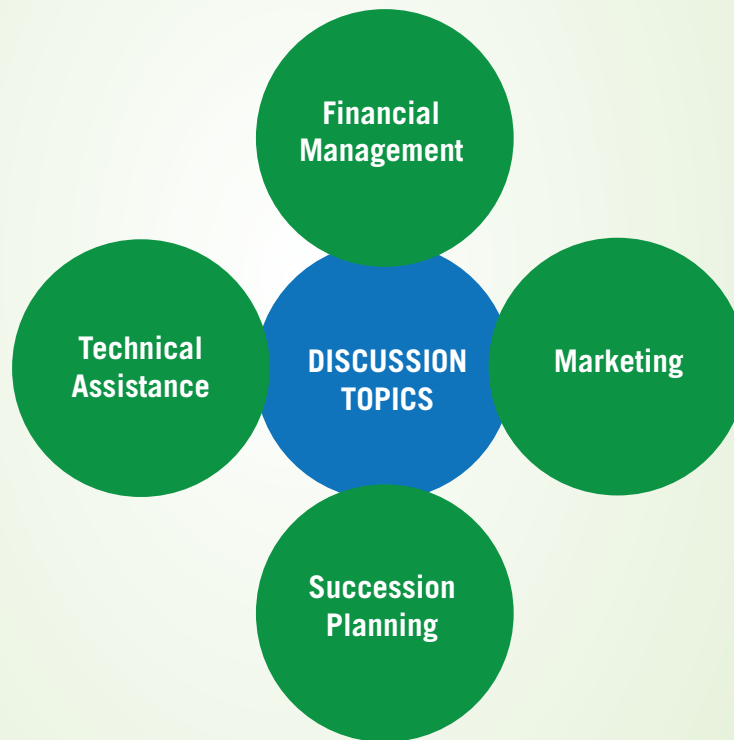 Financial
Management
Technical
Assistance
DISCUSSION
TOPICS
Marketing
Succession
Planning